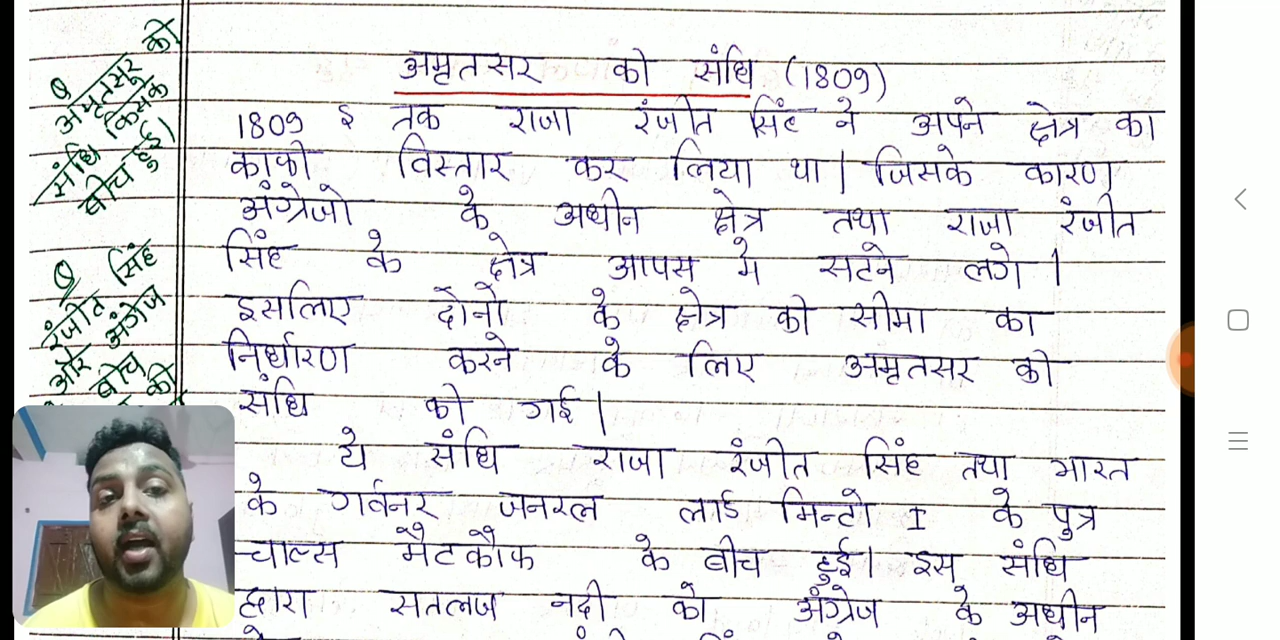 अमृतसर की संधि (1809)
1809 ई तक राजा रंजीत सिंह ने अपने क्षेत्र का
काफी विस्तार कर लिया था| जिसके कारण
अंग्रेजो के अधीन क्षेत्र तथा राजा रंजीत
सिंह के क्षेत्र आपस मे सटने लगे|
इसलिए दोंनों के क्षेत्र की सीमा का
निर्धारण करने के लिए अमृतसर की
संधि की गई|
ये संधि राजा रंजीत सिंह तथा भारत
के गर्वनर जनरल लार्ड मिन्टो I के पुत्र
चार्ल्स मैटकॉफ के बीच हुई| इस संधि
द्वारा सतलज नदी को अंग्रेज के अधीन
Q अमृतसर की
संधि किसके
बीच हुई)
Q रंजीत सिंह
और अंग्रेज
बीच की